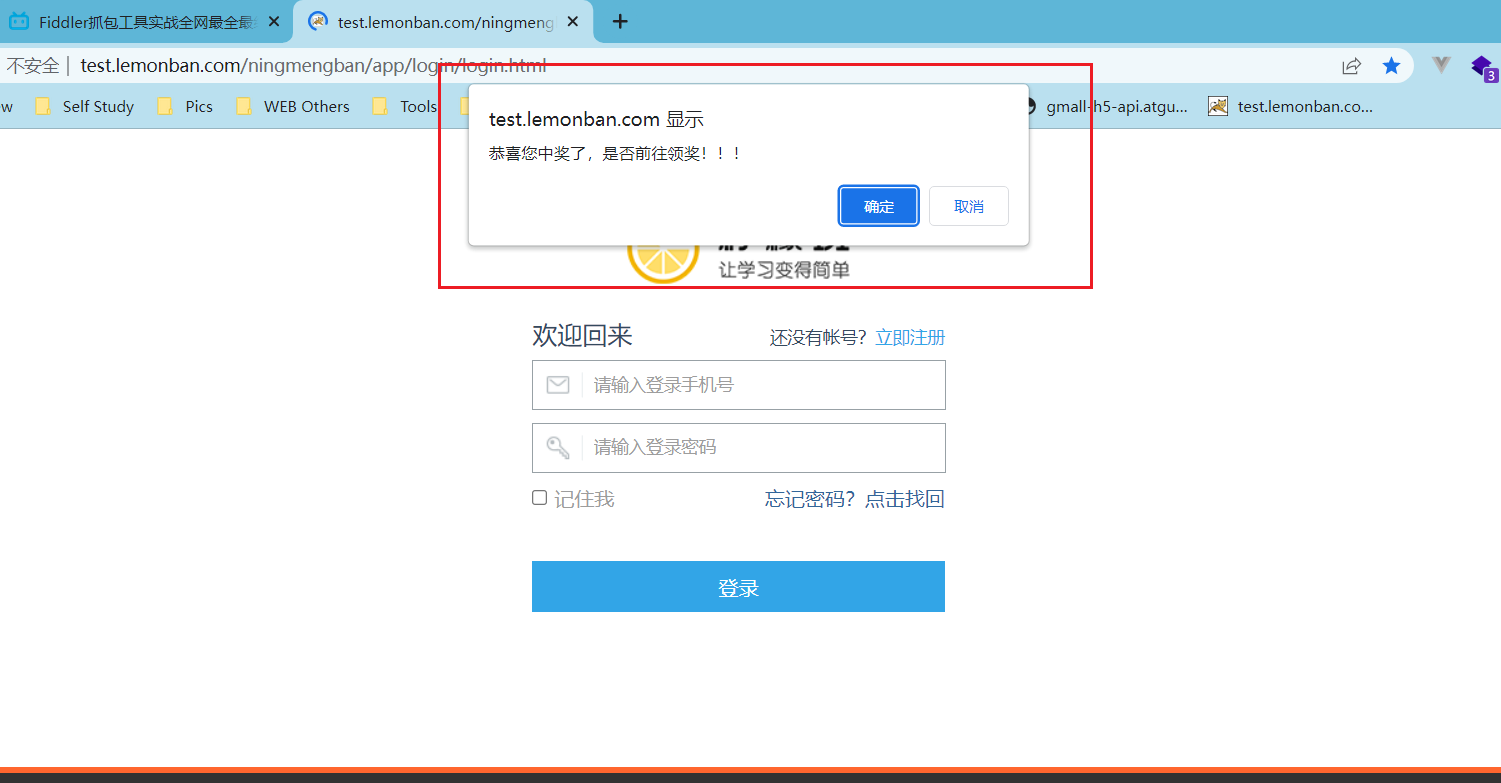 Fiddler抓包工具实战全网最全最
test.lemonban.com/ningmeng
不安全 | test.lemonban.com/ningmengban/app/login/login.html
3
w Self Study Pics WEB Others Tools gmall-h5-api.atgu... test.lemonban.co...
test.lemonban.com 显示
恭喜您中奖了，是否前往领奖！！！
确定 取消
让学习变得简单
欢迎回来 还没有帐号？立即注册
请输入登录手机号
请输入登录密码
记住我 忘记密码？点击找回
登录